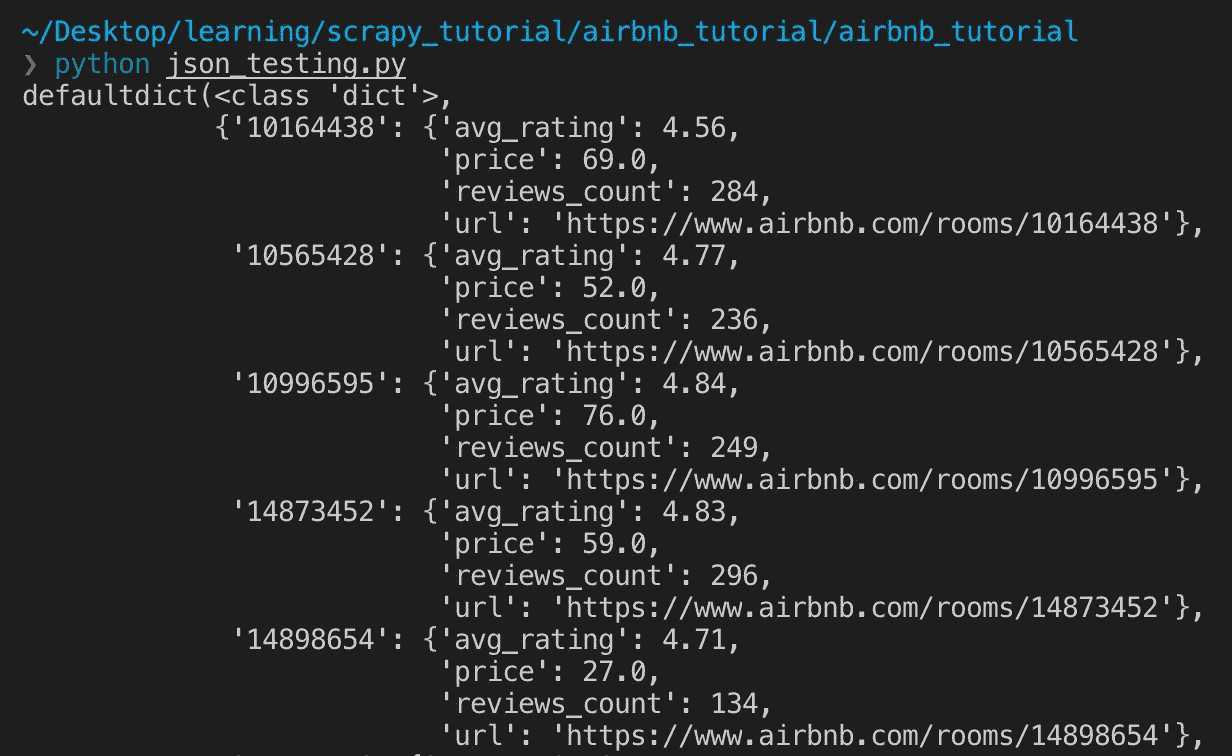 ~/Desktop/learning/scrapy_tutorial/airbnb_tutorial/airbnb_tutorial
❯ python json_testing.py
defaultdict(<class 'dict'>,
            {'10164438': {'avg_rating': 4.56,
                          'price': 69.0,
                          'reviews_count': 284,
                          'url': 'https://www.airbnb.com/rooms/10164438'},
             '10565428': {'avg_rating': 4.77,
                          'price': 52.0,
                          'reviews_count': 236,
                          'url': 'https://www.airbnb.com/rooms/10565428'},
             '10996595': {'avg_rating': 4.84,
                          'price': 76.0,
                          'reviews_count': 249,
                          'url': 'https://www.airbnb.com/rooms/10996595'},
             '14873452': {'avg_rating': 4.83,
                          'price': 59.0,
                          'reviews_count': 296,
                          'url': 'https://www.airbnb.com/rooms/14873452'},
             '14898654': {'avg_rating': 4.71,
                          'price': 27.0,
                          'reviews_count': 134,
                          'url': 'https://www.airbnb.com/rooms/14898654'},